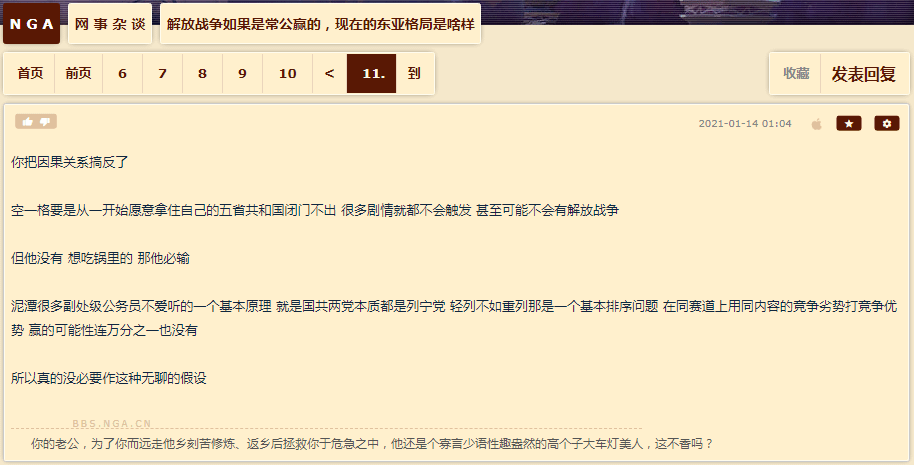 NGA 网事杂谈 解放战争如果是常公赢的，现在的东亚格局是啥样
首页 前页 6 7 8 9 10 < 11. 到 收藏 发表回复
2021-01-14 01:04
你把因果关系搞反了
空一格要是从一开始愿意拿住自己的五省共和国闭门不出 很多剧情就都不会触发 甚至可能不会有解放战争
但他没有 想吃锅里的 那他必输
泥潭很多副处级公务员不爱听的一个基本原理 就是国共两党本质都是列宁党 轻列不如重列那是一个基本排序问题 在同赛道上用同内容的竞争劣势打竞争优
势 赢的可能性连万分之一也没有
所以真的没必要作这种无聊的假设
BBS.NGA.CN
你的老公，为了你而远走他乡刻苦修炼、返乡后拯救你于危急之中，他还是个寡言少语性趣盎然的高个子大车灯美人，这不香吗？